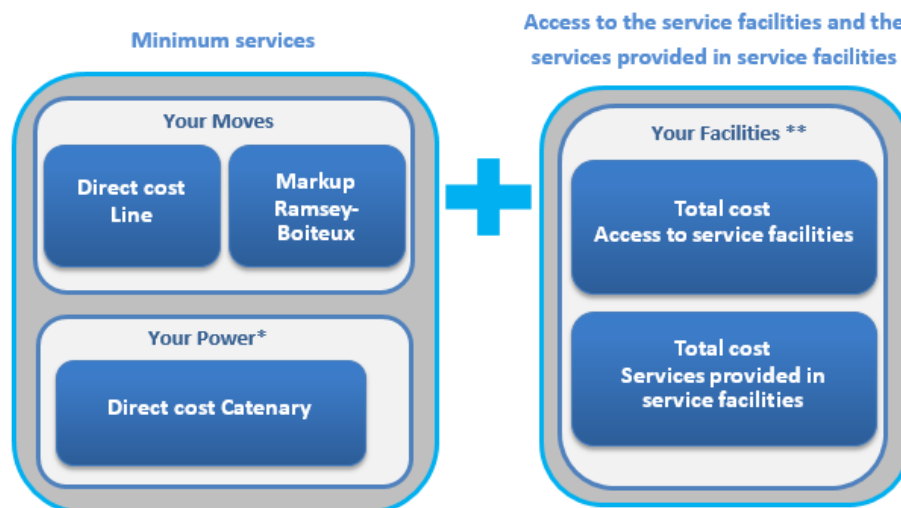 Minimum services
Your Moves
Direct cost
Line
Markup
Ramsey-
Boiteux
Your Power*
Direct cost Catenary
Access to the service facilities and the
services provided in service facilities
Your Facilities **
Total cost
Access to service facilities
Total cost
Services provided in
service facilities